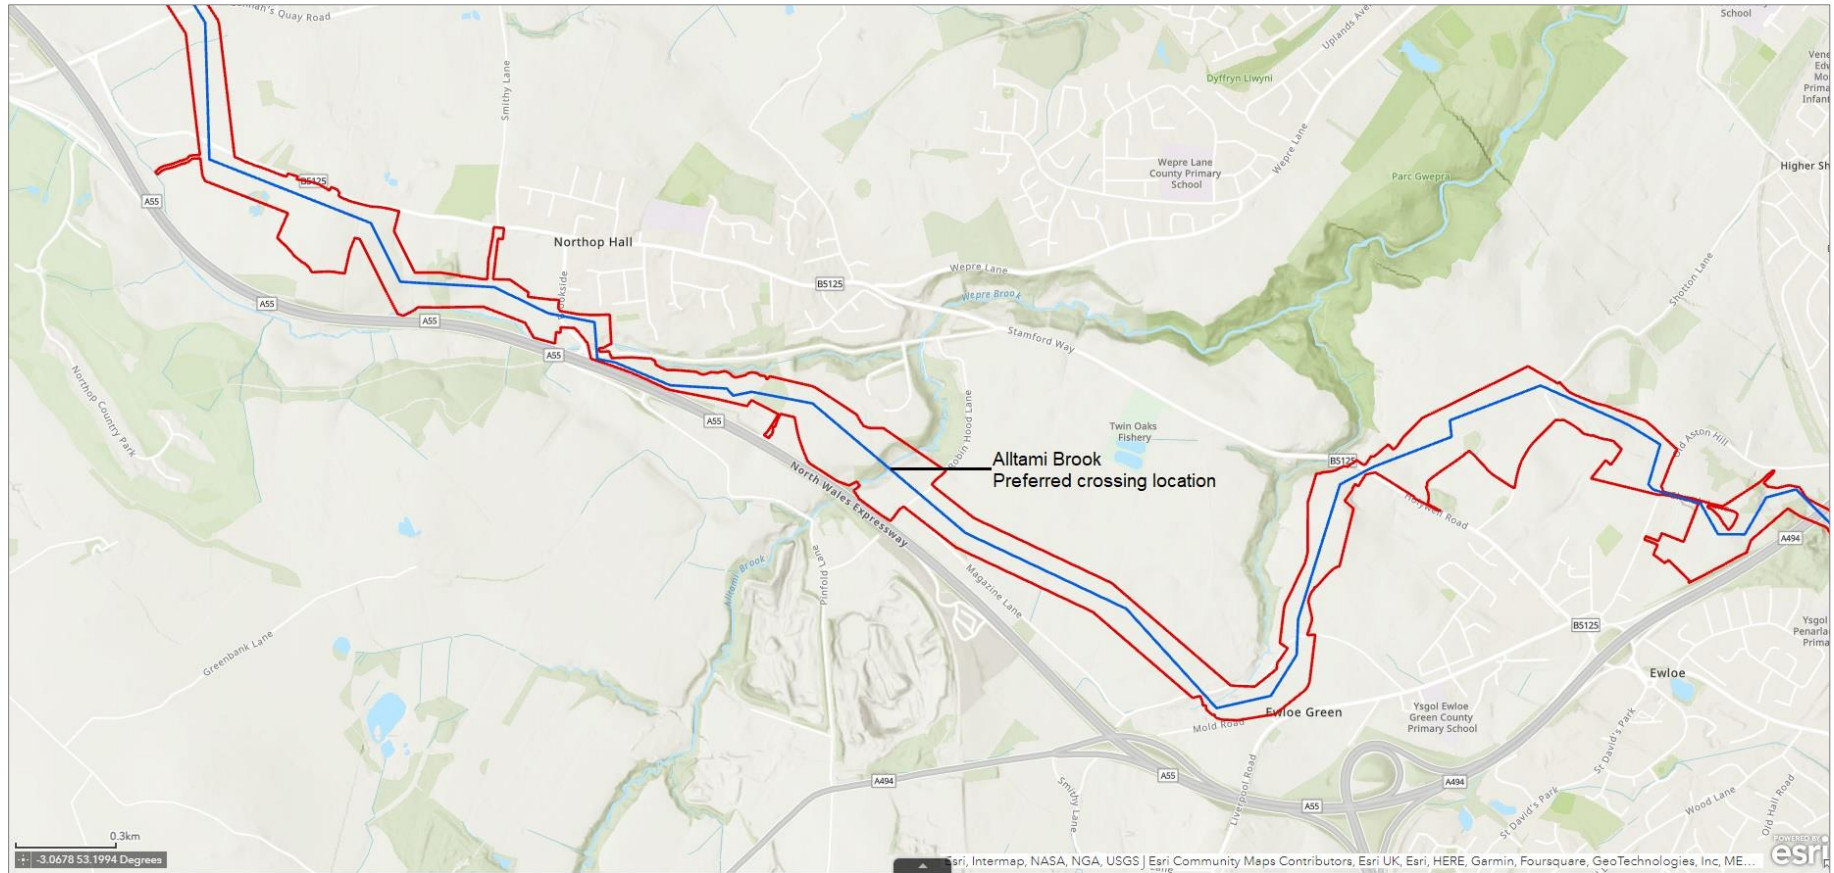 Quay Road
School
Uplands Ave
Smithy Lane
Dyffryn Llwyni
Wepre Lane
Wepre Lane
County Primary
School
Parc Gwepra
Higher Sh
A55
B5125
Northop Hall
Shotton Lane
Wepre Lane
B5125
Wepre Brook
A55
A55
Stamford Way
A55
Northop Country Park
Robin Hood Lane
A55
Twin Oaks
Fishery
Old Aston Hill
Alltami Brook
Preferred crossing location
B5125
North Wales Expressway
Holywell Road
A494
Alltami Brook
Pinfold Lane
Magazine Lane
B5125
Ysgol
Penarla
Prima
Greenbank Lane
Ewloe
Ewloe Green
Mold Road
Ysgol Ewloe
Green County
Primary School
St David's Park
A494
A55
A494
Liverpool Road
Smithy Lane
A55
St David's Park
Wood Lane
Old Hall Road
0.3km
-3.0678 53.1994 Degrees
Esri, Intermap, NASA, NGA, USGS | Esri Community Maps Contributors, Esri UK, Esri, HERE, Garmin, Foursquare, GeoTechnologies, Inc, ME...
POWERED BY
esri